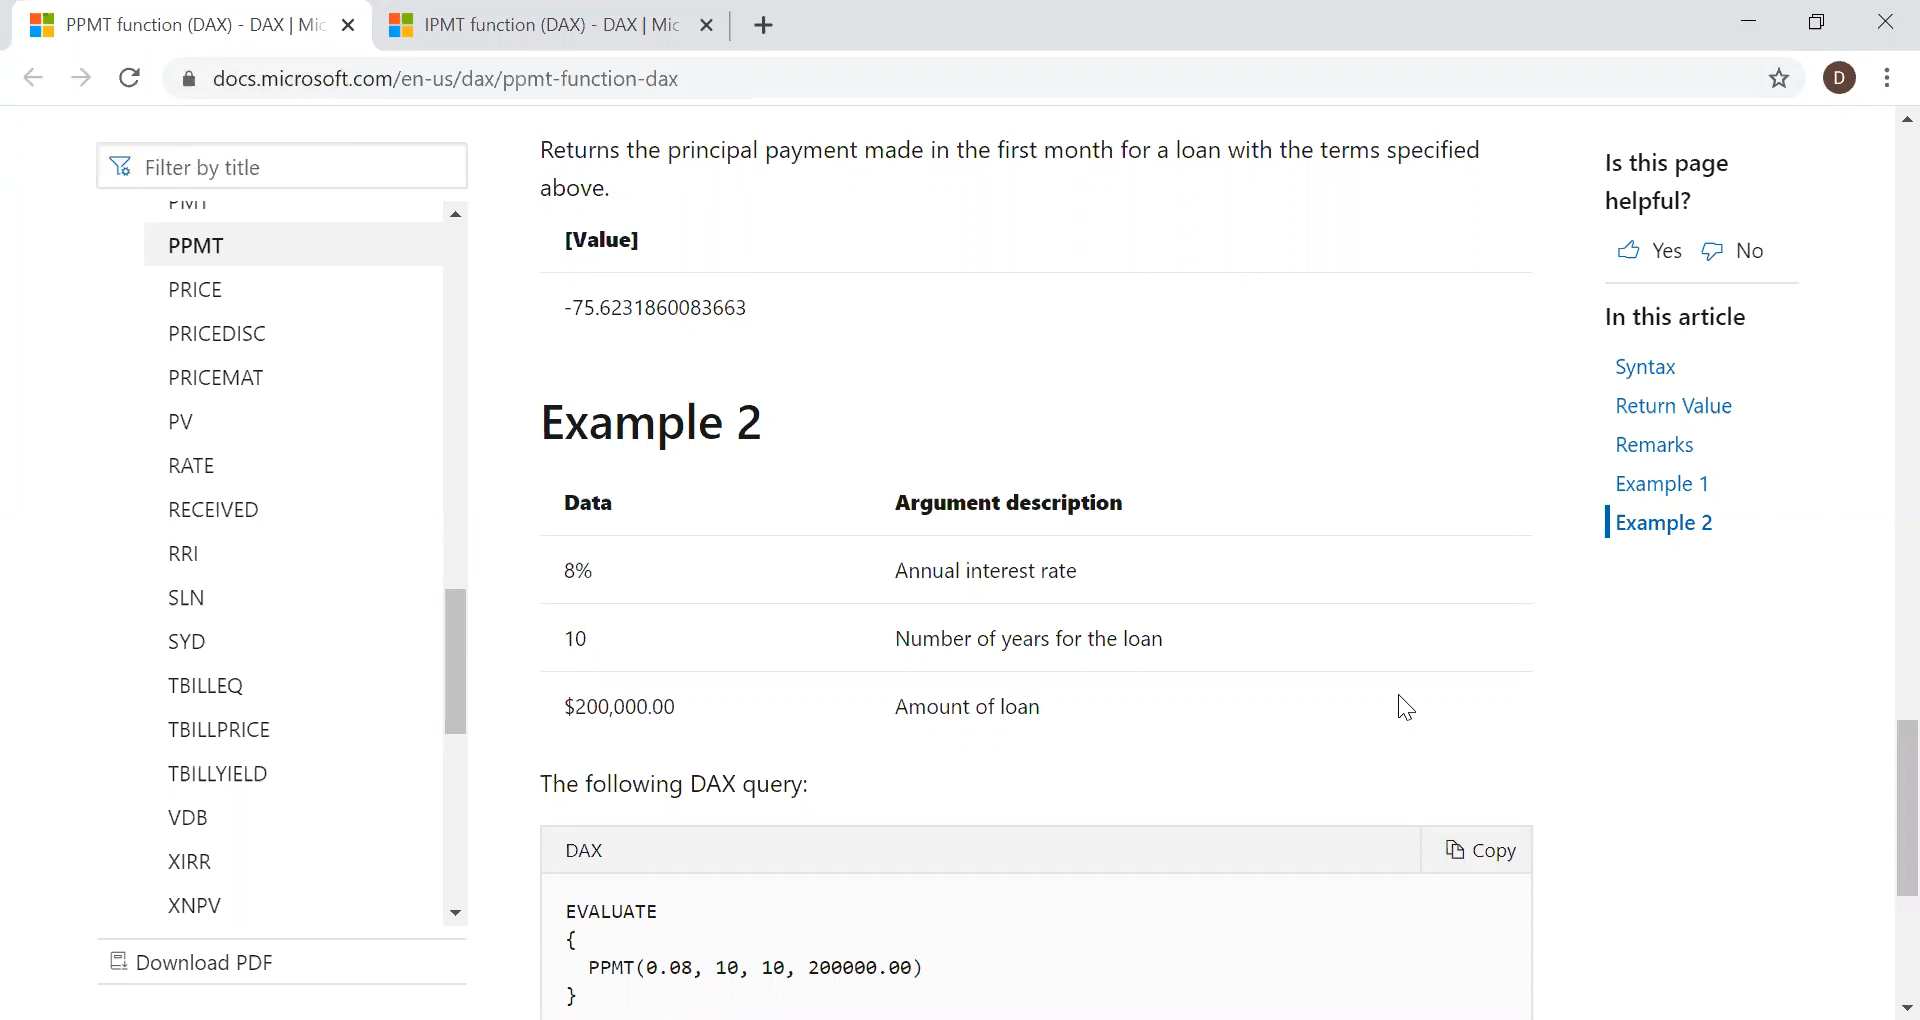 PPMT function (DAX) - DAX | Mic
IPMT function (DAX) - DAX | Mic
docs.microsoft.com/en-us/dax/ppmt-function-dax
D
Filter by title
PMT
PPMT
PRICE
PRICEDISC
PRICEMAT
PV
RATE
RECEIVED
RRI
SLN
SYD
TBILLEQ
TBILLPRICE
TBILLYIELD
VDB
XIRR
XNPV
Download PDF
Returns the principal payment made in the first month for a loan with the terms specified
above.
[Value]
-75.6231860083663
Example 2
Data Argument description
8% Annual interest rate
10 Number of years for the loan
$200,000.00 Amount of loan
The following DAX query:
DAX Copy
EVALUATE
{
PPMT(0.08, 10, 10, 200000.00)
}
Is this page
helpful?
Yes No
In this article
Syntax
Return Value
Remarks
Example 1
Example 2